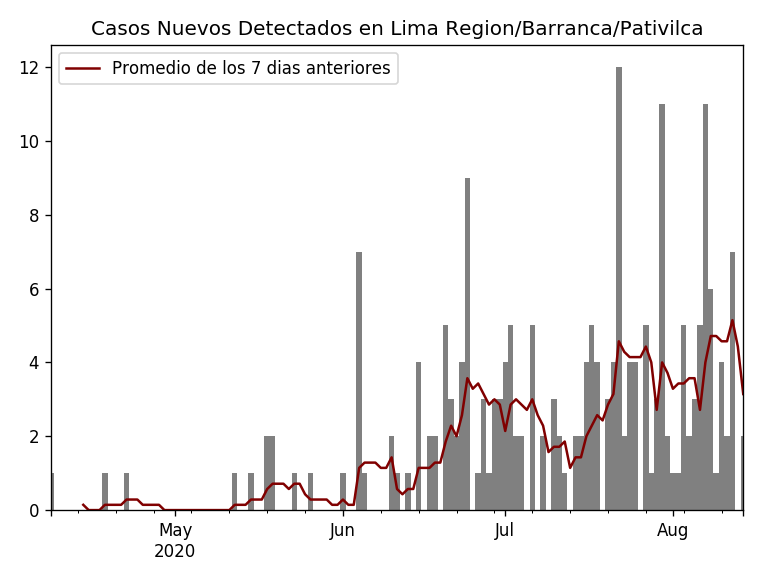 Casos Nuevos Detectados en Lima Region/Barranca/Pativilca
Promedio de los 7 dias anteriores
12
10
8
6
4
2
0
May Jun Jul Aug
2020